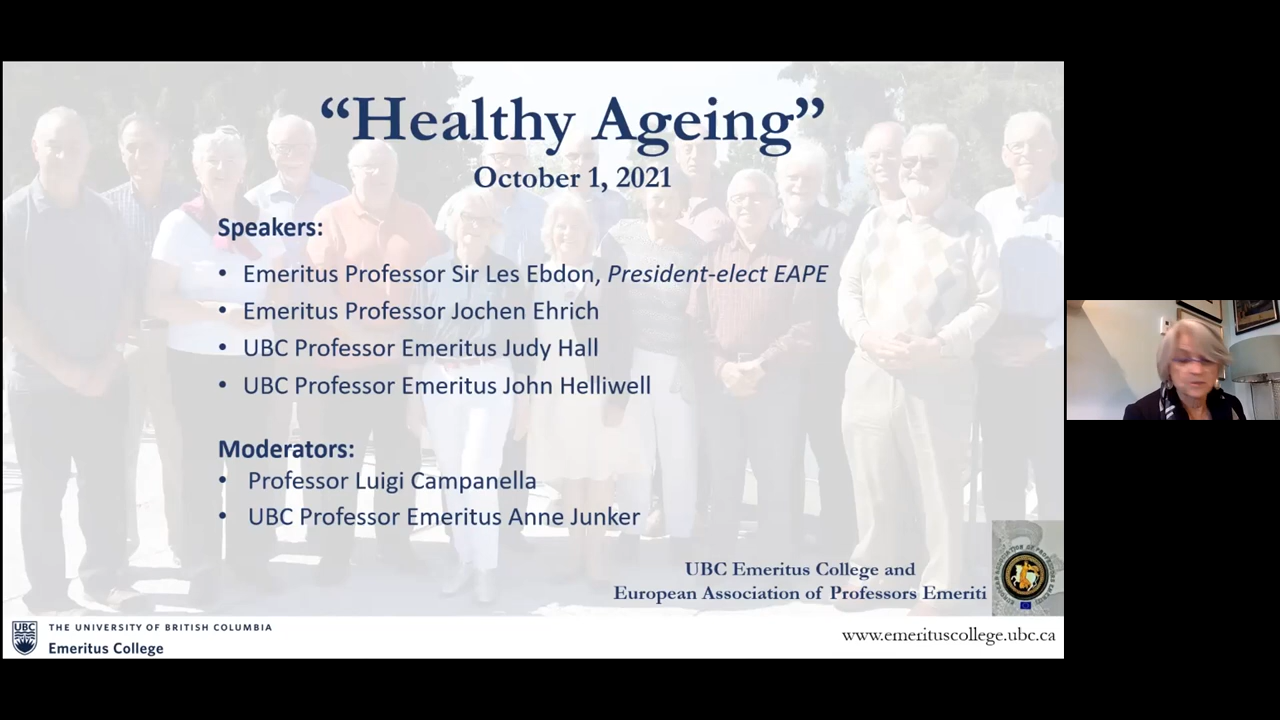 “Healthy Ageing”
October 1, 2021
Speakers:
• Emeritus Professor Sir Les Ebdon, President-elect EAPE
• Emeritus Professor Jochen Ehrich
• UBC Professor Emeritus Judy Hall
• UBC Professor Emeritus John Helliwell
Moderators:
• Professor Luigi Campanella
• UBC Professor Emeritus Anne Junker
UBC Emeritus College and
European Association of Professors Emeriti
UBC
THE UNIVERSITY OF BRITISH COLUMBIA
Emeritus College
www.emerituscollege.ubc.ca